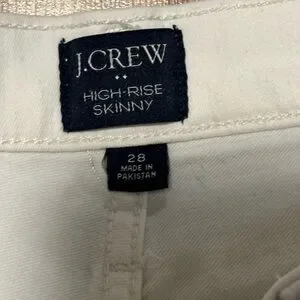 J.CREW
HIGH-RISE
SKINNY
28
MADE IN
PAKISTAN